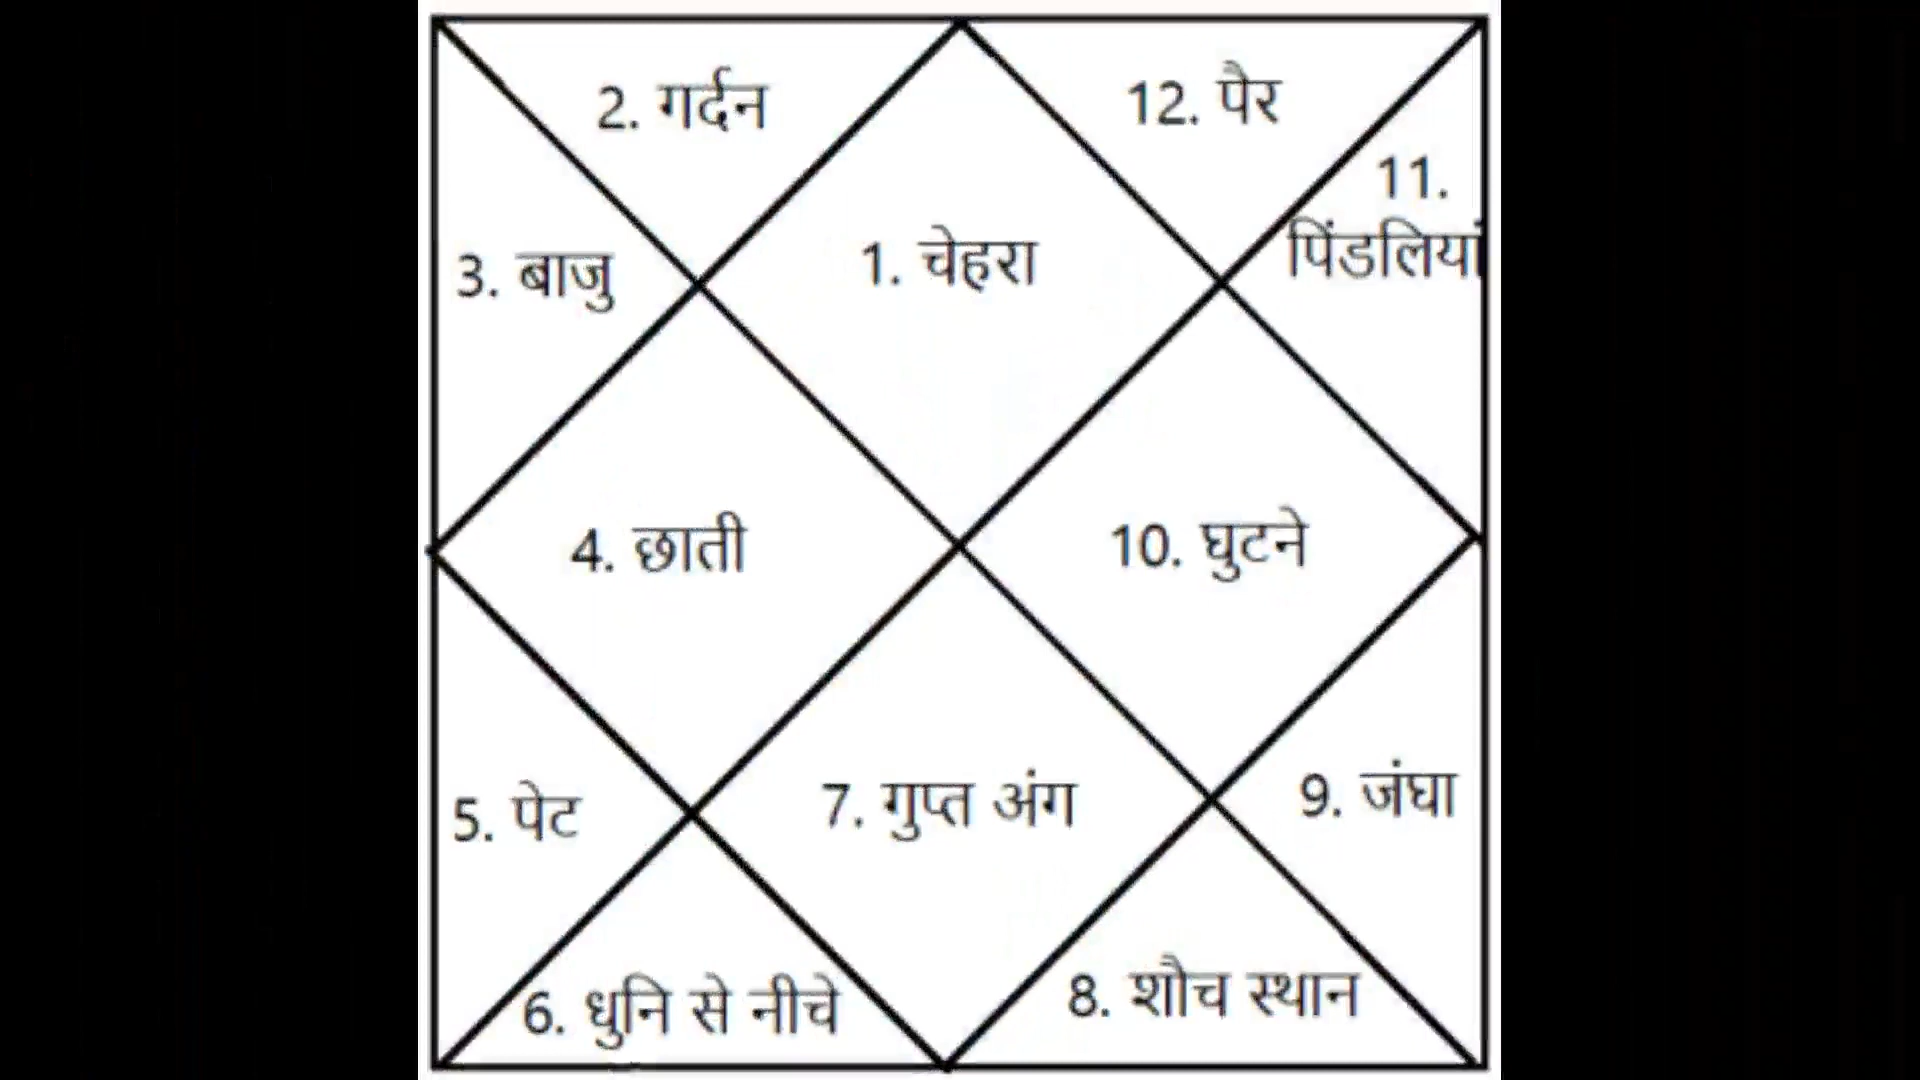 2. गर्दन
12. पैर
11.
पिंडलियां
1. चेहरा
3. बाजु
4. छाती
10. घुटने
5. पेट
7. गुप्त अंग
9. जंघा
6. धुनि से नीचे
8. शौच स्थान